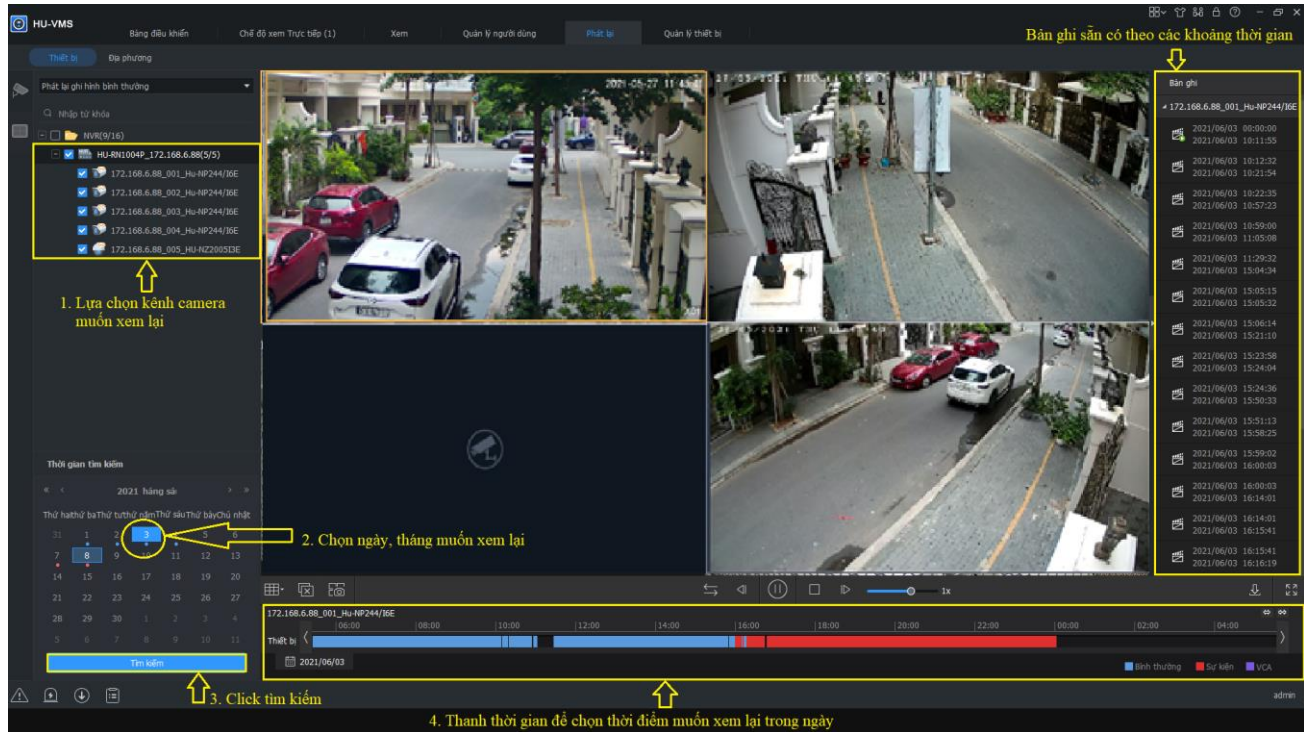 HU-VMS
Bảng điều khiển
Chế độ xem Trực tiếp (1)
Xem
Quản lý người dùng
Phát lại
Quản lý thiết bị
Bản ghi sẵn có theo các khoảng thời gian
Thiết bị
Địa phương
Phát lại ghi hình bình thường
Nhập từ khóa
NVR(9/16)
HU-RN1004P_172.168.6.88(5/5)
172.168.6.88_001_Hu-NP244/I6E
172.168.6.88_002_Hu-NP244/I6E
172.168.6.88_003_Hu-NP244/I6E
172.168.6.88_004_Hu-NP244/I6E
172.168.6.88_005_HU-NZ2005I3E
1. Lựa chọn kênh camera
muốn xem lại
Thời gian tìm kiếm
2021 háng sá
Thứ hai thứ ba Thứ tư thứ năm Thứ sáu Thứ bảy Chủ nhật
31 1 2 3 5 6
7 8 9 10 11 12 13
14 15 16 17 18 19 20
21 22 23 24 25 26 27
28 29 30 1 2 3 4
5 6 7 8 9 10 11
Tìm kiếm
2. Chọn ngày, tháng muốn xem lại
3. Click tìm kiếm
2021-05-27 11:45
27-05-2021 THU
27/05/2021 THU
Bản ghi
172.168.6.88_001_Hu-NP244/I6E
2021/06/03 00:00:00
2021/06/03 10:11:55
2021/06/03 10:12:32
2021/06/03 10:21:54
2021/06/03 10:22:35
2021/06/03 10:57:23
2021/06/03 10:59:00
2021/06/03 11:05:08
2021/06/03 11:29:32
2021/06/03 15:04:34
2021/06/03 15:05:15
2021/06/03 15:05:32
2021/06/03 15:06:14
2021/06/03 15:21:10
2021/06/03 15:23:58
2021/06/03 15:24:04
2021/06/03 15:24:36
2021/06/03 15:50:33
2021/06/03 15:51:13
2021/06/03 15:58:25
2021/06/03 15:59:02
2021/06/03 16:00:03
2021/06/03 16:00:03
2021/06/03 16:14:01
2021/06/03 16:14:01
2021/06/03 16:15:41
2021/06/03 16:15:41
2021/06/03 16:16:19
1x
172.168.6.88_001_Hu-NP244/I6E
06:00 08:00 10:00 12:00 14:00 16:00 18:00 20:00 22:00 00:00 02:00 04:00
Thiết bị
2021/06/03
Bình thường
Sự kiện
VCA
admin
4. Thanh thời gian để chọn thời điểm muốn xem lại trong ngày